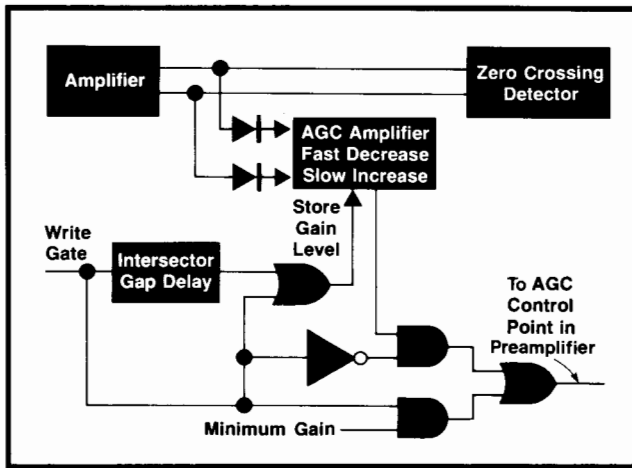 Amplifier
Zero Crossing
Detector
AGC Amplifier
Fast Decrease
Slow Increase
Store
Gain
Level
Write
Gate
Intersector
Gap Delay
To AGC
Control
Point in
Preamplifier
Minimum Gain